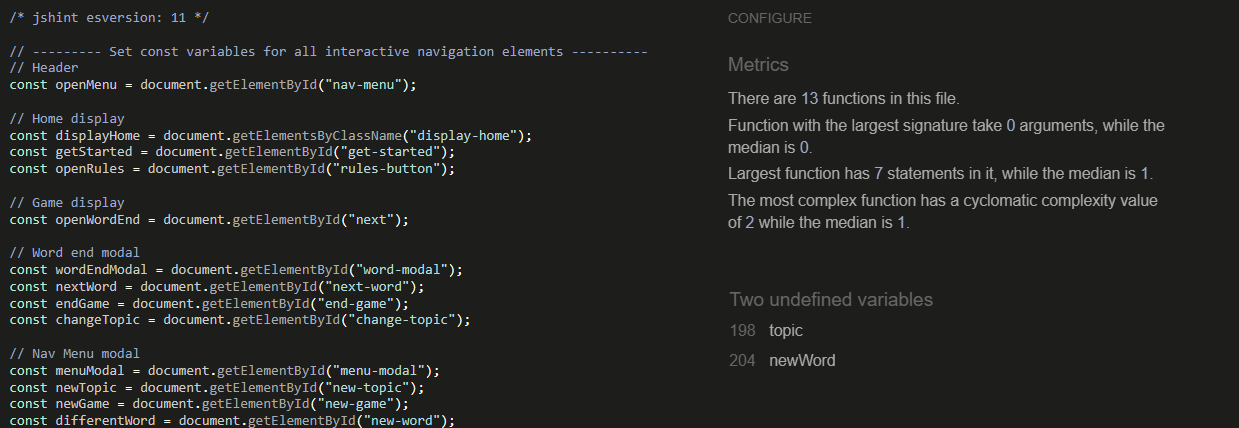 /* jshint esversion: 11 */
// --------- Set const variables for all interactive navigation elements ----------
// Header
const openMenu = document.getElementById("nav-menu");
// Home display
const displayHome = document.getElementsByClassName("display-home");
const getStarted = document.getElementById("get-started");
const openRules = document.getElementById("rules-button");
// Game display
const openWordEnd = document.getElementById("next");
// Word end modal
const wordEndModal = document.getElementById("word-modal");
const nextWord = document.getElementById("next-word");
const endGame = document.getElementById("end-game");
const changeTopic = document.getElementById("change-topic");
// Nav Menu modal
const menuModal = document.getElementById("menu-modal");
const newTopic = document.getElementById("new-topic");
const newGame = document.getElementById("new-game");
const differentWord = document.getElementById("new-word");
CONFIGURE
Metrics
There are 13 functions in this file.
Function with the largest signature take 0 arguments, while the
median is 0.
Largest function has 7 statements in it, while the median is 1.
The most complex function has a cyclomatic complexity value
of 2 while the median is 1.
Two undefined variables
198 topic
204 newWord